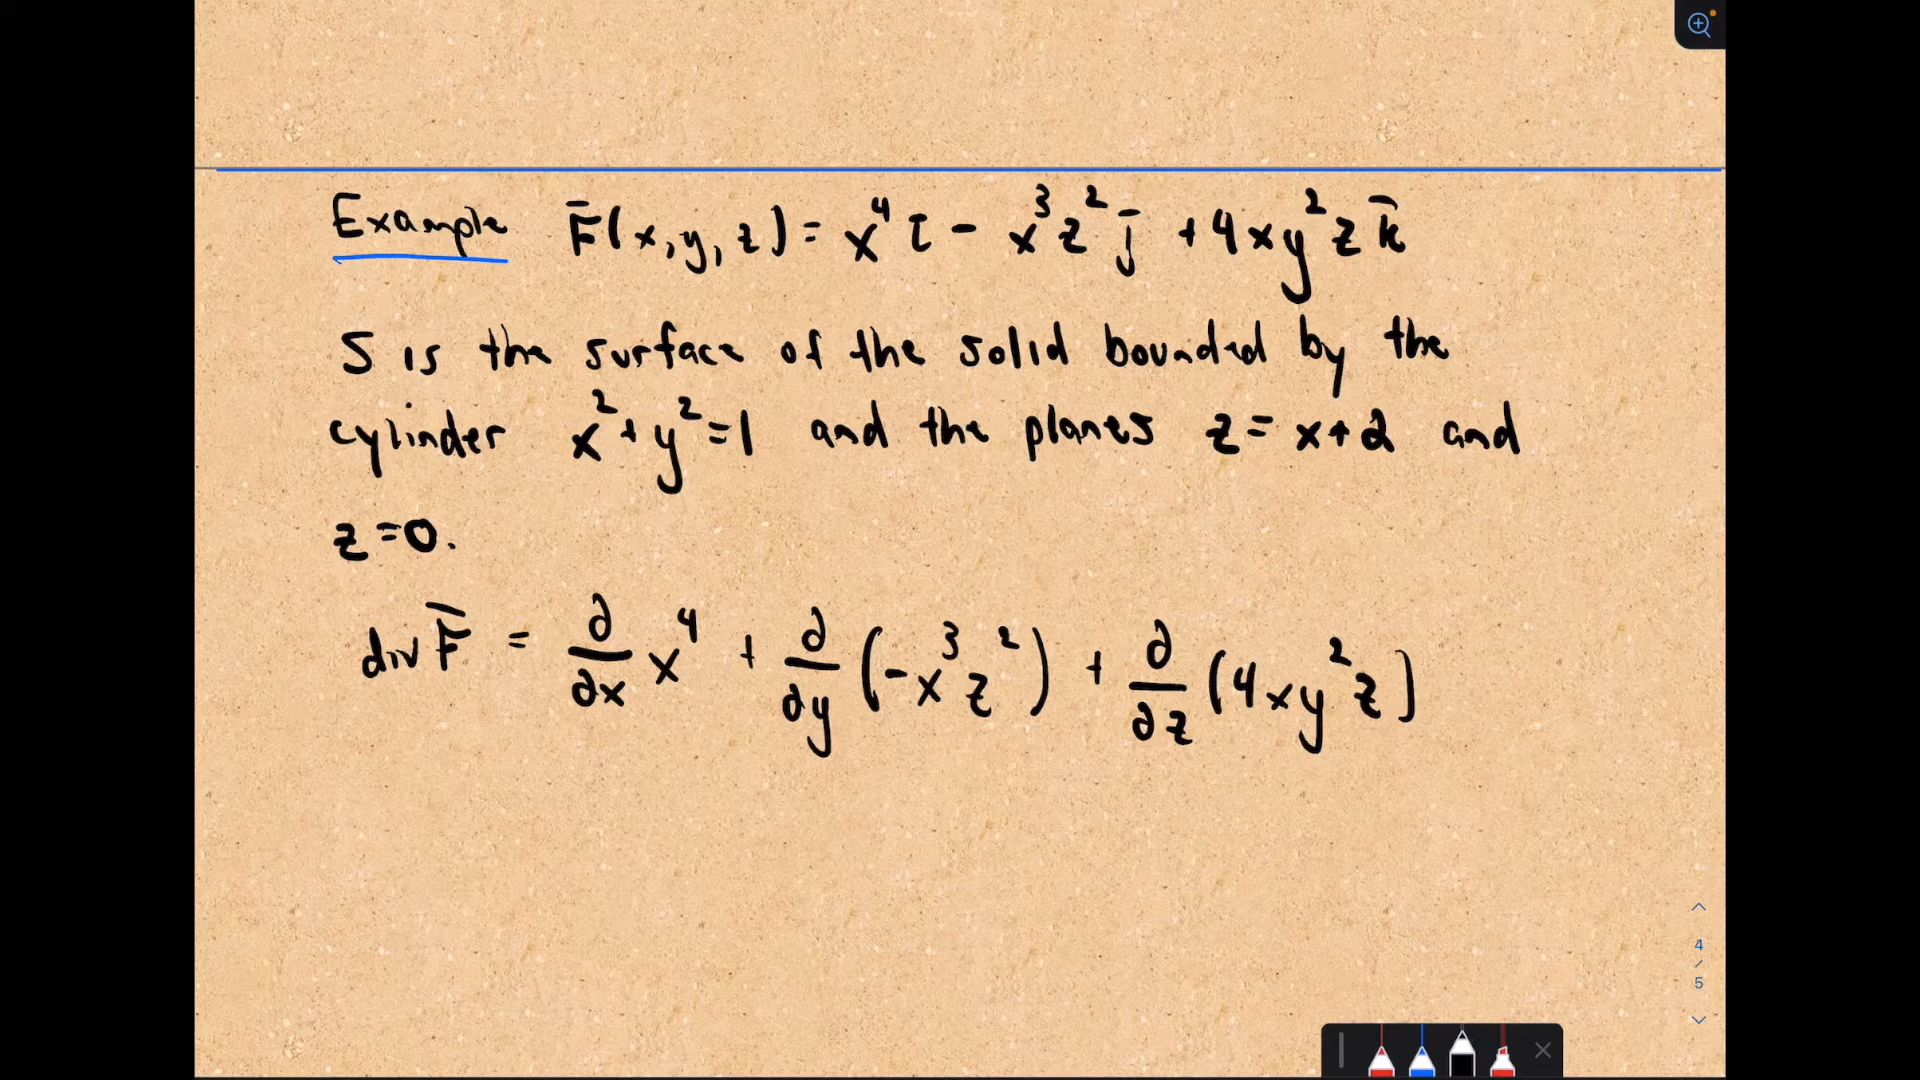 Example F̅(x,y,z) = x⁴ i̅ - x³z² j̅ + 4xy²z k̅
S is the surface of the solid bounded by the
cylinder x²+y²=1 and the planes z= x+2 and
z=0.
div F̅ = ∂/∂x x⁴ + ∂/∂y (-x³z²) + ∂/∂z (4xy²z)
4
/
5